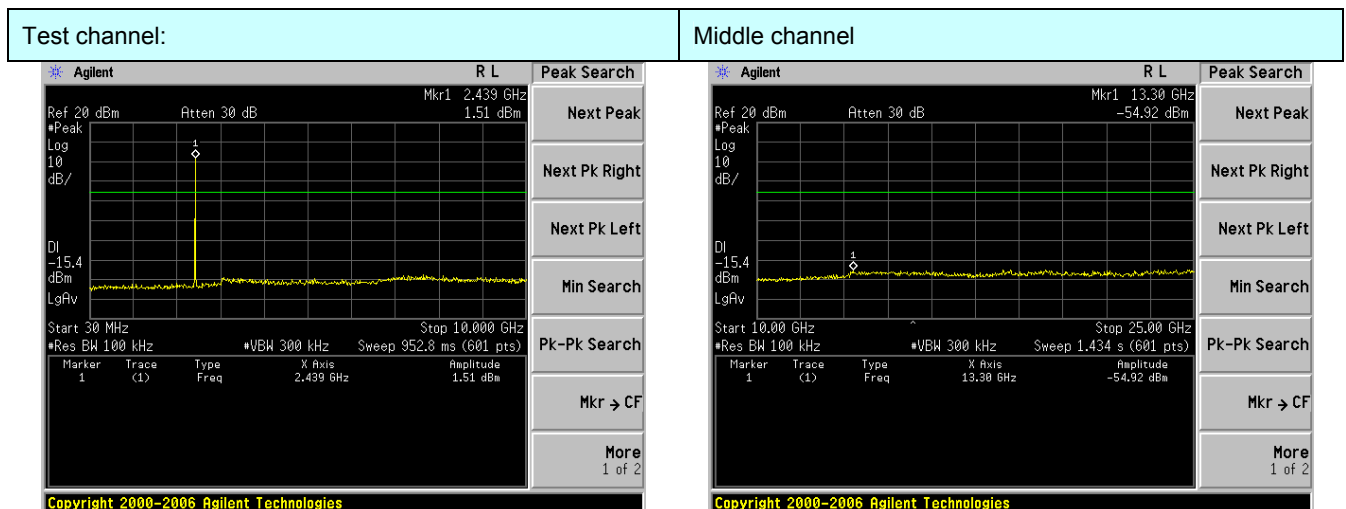 Test channel:
Middle channel
Agilent R L Peak Search
Mkr1 2.439 GHz
Ref 20 dBm Atten 30 dB 1.51 dBm
#Peak
Log
10
dB/
1
DI
-15.4
dBm
LgAv
Start 30 MHz Stop 10.000 GHz
#Res BW 100 kHz #VBW 300 kHz Sweep 952.8 ms (601 pts)
Marker Trace Type X Axis Amplitude
1 (1) Freq 2.439 GHz 1.51 dBm
Next Peak
Next Pk Right
Next Pk Left
Min Search
Pk-Pk Search
Mkr → CF
More
1 of 2
Copyright 2000-2006 Agilent Technologies
Agilent R L Peak Search
Mkr1 13.30 GHz
Ref 20 dBm Atten 30 dB -54.92 dBm
#Peak
Log
10
dB/
1
DI
-15.4
dBm
LgAv
Start 10.00 GHz Stop 25.00 GHz
#Res BW 100 kHz #VBW 300 kHz Sweep 1.434 s (601 pts)
Marker Trace Type X Axis Amplitude
1 (1) Freq 13.30 GHz -54.92 dBm
Next Peak
Next Pk Right
Next Pk Left
Min Search
Pk-Pk Search
Mkr → CF
More
1 of 2
Copyright 2000-2006 Agilent Technologies